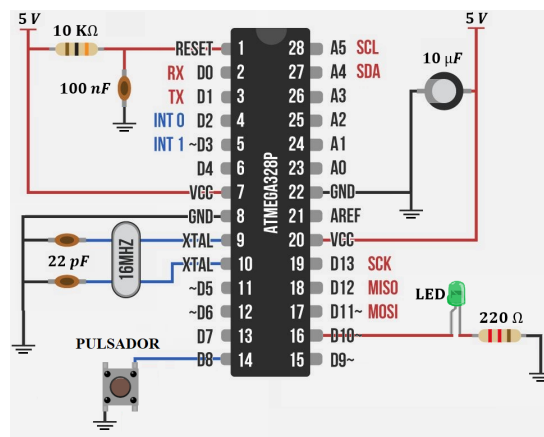 5 V
10 KΩ
100 nF
RESET 1
RX D0 2
TX D1 3
INT 0 D2 4
INT 1 ~D3 5
D4 6
VCC 7
GND 8
XTAL 9
XTAL 10
~D5 11
~D6 12
D7 13
D8 14
22 pF
16MHZ
PULSADOR
ATMEGA328P
28 A5 SCL
27 A4 SDA
26 A3
25 A2
24 A1
23 A0
22 GND
21 AREF
20 VCC
19 D13 SCK
18 D12 MISO
17 D11~ MOSI
16 D10~
15 D9~
5 V
10 μF
LED
220 Ω